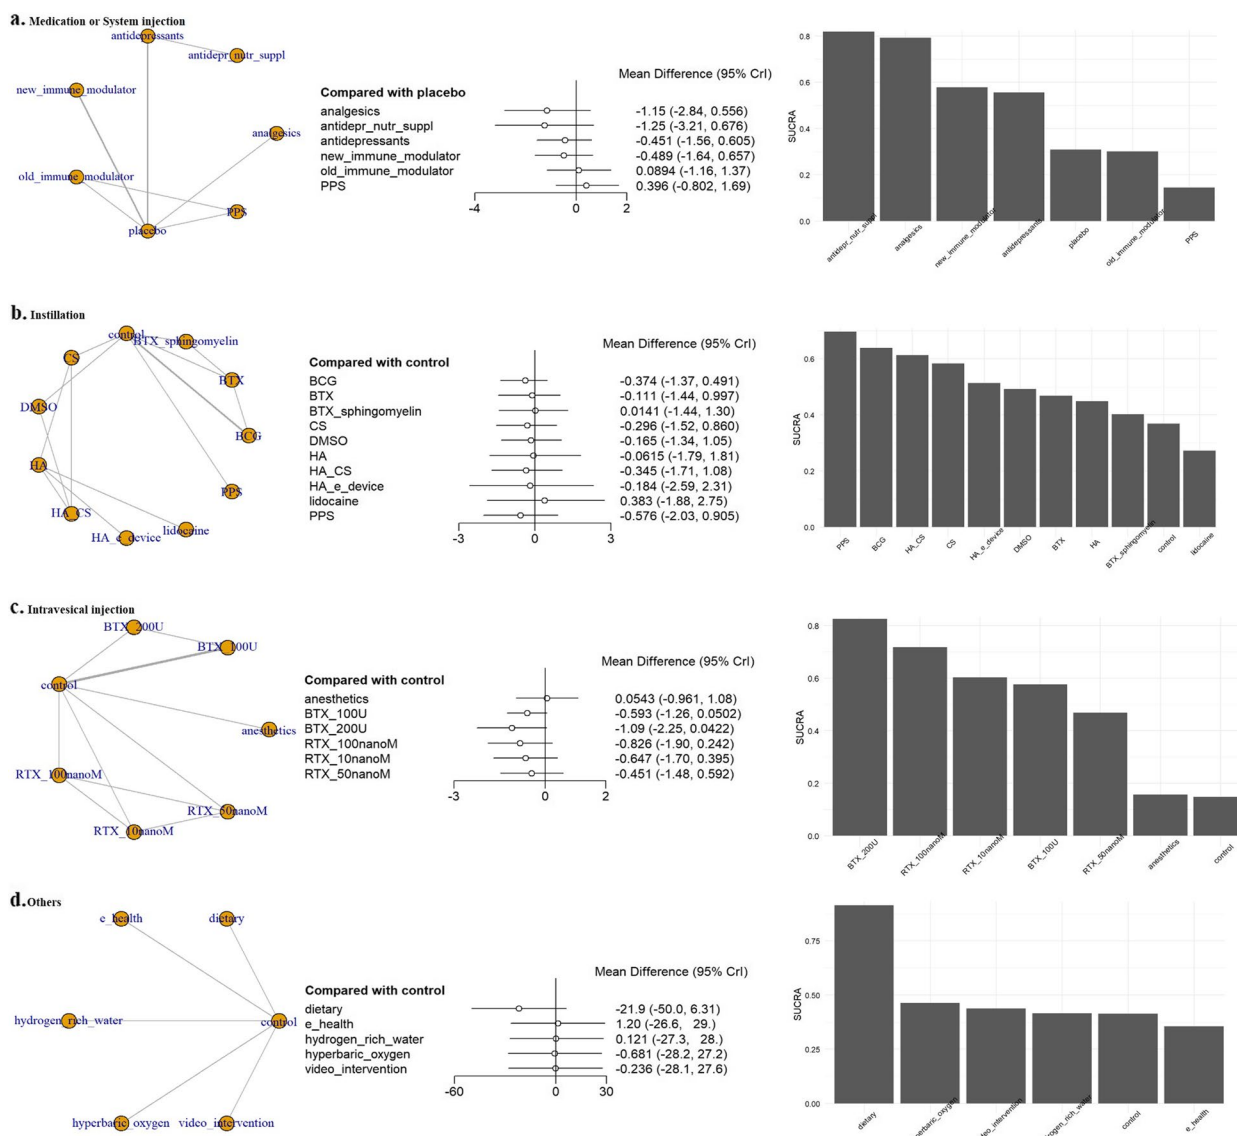 a. Medication or System injection
antidepressants
antidepr_nutr_suppl
new_immune_modulator
analgesics
old_immune_modulator
PPS
placebo
Mean Difference (95% CrI)
Compared with placebo
analgesics -1.15 (-2.84, 0.556)
antidepr_nutr_suppl -1.25 (-3.21, 0.676)
antidepressants -0.451 (-1.56, 0.605)
new_immune_modulator -0.489 (-1.64, 0.657)
old_immune_modulator 0.0894 (-1.16, 1.37)
PPS 0.396 (-0.802, 1.69)
-4 0 2
SUCRA
0.8
0.6
0.4
0.2
0.0
antidepr_nutr_suppl analgesics new_immune_modulator antidepressants placebo old_immune_modulator PPS
b. Instillation
control
BTX_sphingomyelin
CS
BTX
DMSO
BCG
HA
PPS
HA_CS
lidocaine
HA_e_device
Mean Difference (95% CrI)
Compared with control
BCG -0.374 (-1.37, 0.491)
BTX -0.111 (-1.44, 0.997)
BTX_sphingomyelin 0.0141 (-1.44, 1.30)
CS -0.296 (-1.52, 0.860)
DMSO -0.165 (-1.34, 1.05)
HA -0.0615 (-1.79, 1.81)
HA_CS -0.345 (-1.71, 1.08)
HA_e_device -0.184 (-2.59, 2.31)
lidocaine 0.383 (-1.88, 2.75)
PPS -0.576 (-2.03, 0.905)
-3 0 3
SUCRA
0.6
0.4
0.2
0.0
PPS BCG HA_CS CS HA_e_device DMSO BTX HA BTX_sphingomyelin control lidocaine
c. Intravesical injection
BTX_200U
BTX_100U
control
anesthetics
RTX_100nanoM
RTX_50nanoM
RTX_10nanoM
Mean Difference (95% CrI)
Compared with control
anesthetics 0.0543 (-0.961, 1.08)
BTX_100U -0.593 (-1.26, 0.0502)
BTX_200U -1.09 (-2.25, 0.0422)
RTX_100nanoM -0.826 (-1.90, 0.242)
RTX_10nanoM -0.647 (-1.70, 0.395)
RTX_50nanoM -0.451 (-1.48, 0.592)
-3 0 2
SUCRA
0.8
0.6
0.4
0.2
0.0
BTX_200U RTX_100nanoM RTX_10nanoM BTX_100U RTX_50nanoM anesthetics control
d. Others
e_health
dietary
hydrogen_rich_water
control
hyperbaric_oxygen
video_intervention
Mean Difference (95% CrI)
Compared with control
dietary -21.9 (-50.0, 6.31)
e_health 1.20 (-26.6, 29.)
hydrogen_rich_water 0.121 (-27.3, 28.)
hyperbaric_oxygen -0.681 (-28.2, 27.2)
video_intervention -0.236 (-28.1, 27.6)
-60 0 30
SUCRA
0.75
0.50
0.25
0.00
dietary perbaric_oxygen deo_intervention rogen_rich_water control e_health